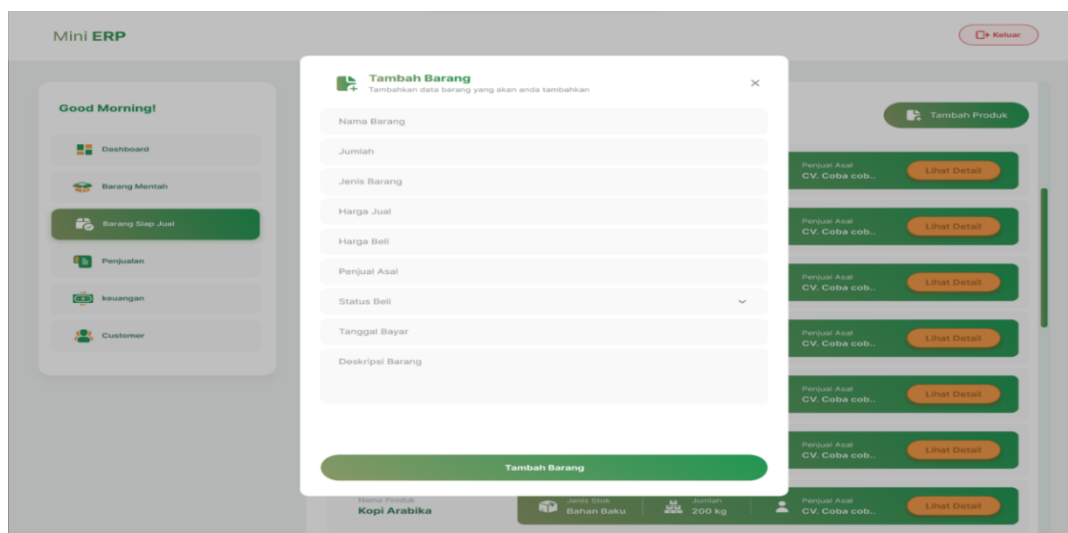 Mini ERP
Keluar
Good Morning!
Dashboard
Barang Mentah
Barang Siap Jual
Penjualan
keuangan
Customer
Tambah Barang
Tambahkan data barang yang akan anda tambahkan
Nama Barang
Jumlah
Jenis Barang
Harga Jual
Harga Beli
Penjual Asal
Status Beli
Tanggal Bayar
Deskripsi Barang
Tambah Barang
Tambah Produk
Penjual Asal
CV. Coba cob..
Lihat Detail
Penjual Asal
CV. Coba cob..
Lihat Detail
Penjual Asal
CV. Coba cob..
Lihat Detail
Penjual Asal
CV. Coba cob..
Lihat Detail
Penjual Asal
CV. Coba cob..
Lihat Detail
Penjual Asal
CV. Coba cob..
Lihat Detail
Nama Produk
Kopi Arabika
Jenis Stok
Bahan Baku
Jumlah
200 kg
Penjual Asal
CV. Coba cob..
Lihat Detail